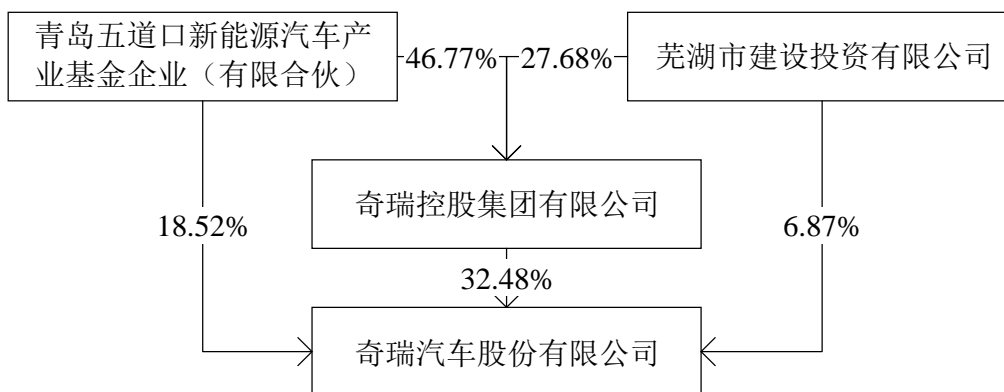 青岛五道口新能源汽车产
业基金企业（有限合伙）
46.77%
27.68%
芜湖市建设投资有限公司
奇瑞控股集团有限公司
18.52%
6.87%
32.48%
奇瑞汽车股份有限公司